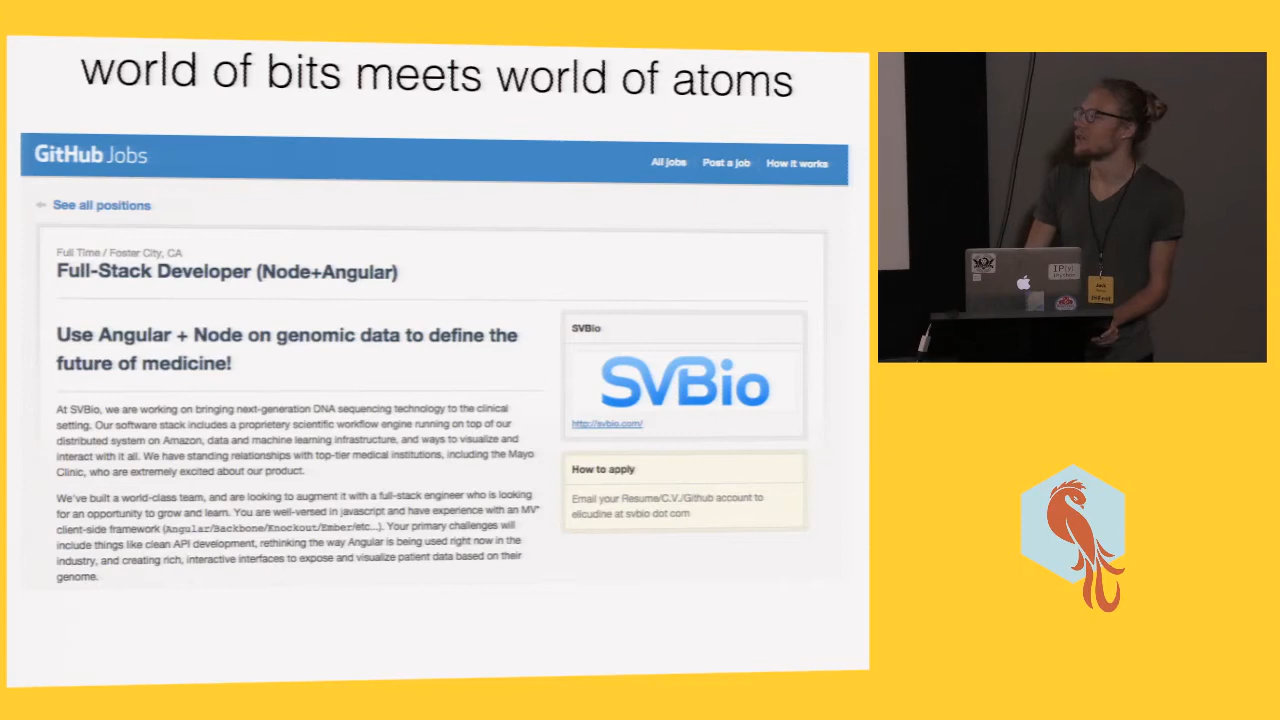 world of bits meets world of atoms
GitHub Jobs
All jobs Post a job How it works
See all positions
Full Time / Foster City, CA
Full-Stack Developer (Node+Angular)
Use Angular + Node on genomic data to define the
future of medicine!
At SVBio, we are working on bringing next-generation DNA sequencing technology to the clinical
setting. Our software stack includes a proprietery scientific workflow engine running on top of our
distributed system on Amazon, data and machine learning infrastructure, and ways to visualize and
interact with it all. We have standing relationships with top-tier medical institutions, including the Mayo
Clinic, who are extremely excited about our product.
We've built a world-class team, and are looking to augment it with a full-stack engineer who is looking
for an opportunity to grow and learn. You are well-versed in javascript and have experience with an MV*
client-side framework (Angular/Backbone/Knockout/Ember/etc...). Your primary challenges will
include things like clean API development, rethinking the way Angular is being used right now in the
industry, and creating rich, interactive interfaces to expose and visualize patient data based on their
genome.
SVBio
SVBio
http://svbio.com/
How to apply
Email your Resume/C.V./Github account to
elicudine at svbio dot com
IP[y]